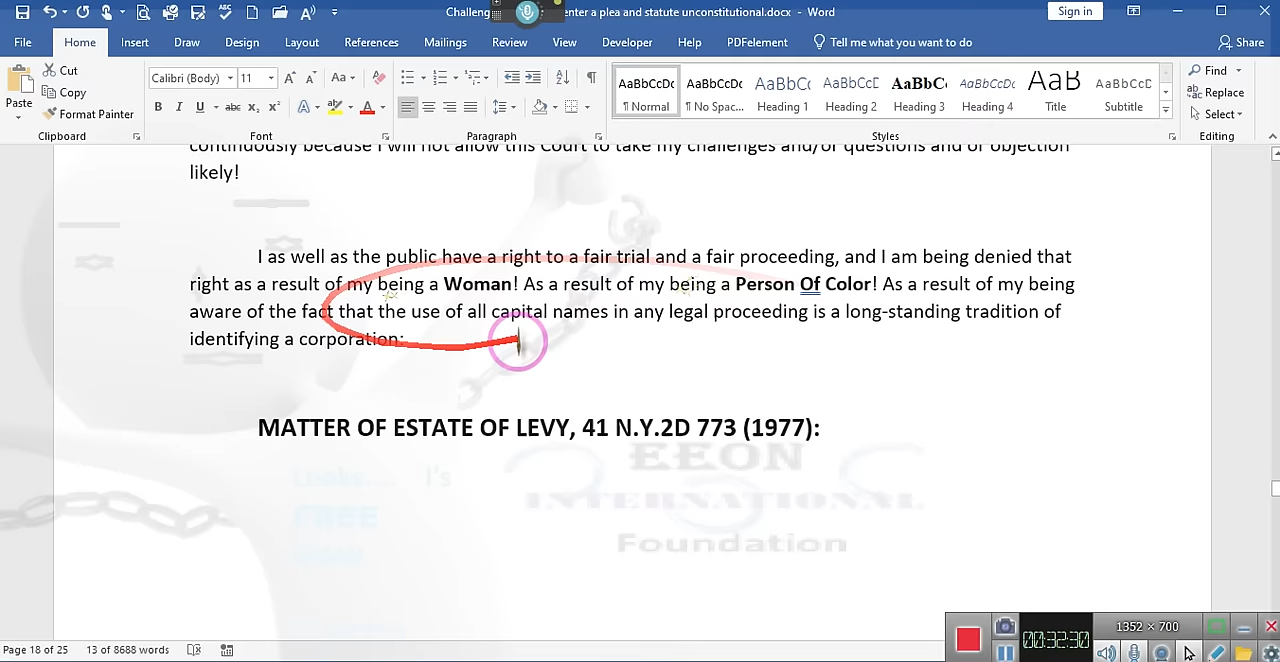 Challeng enter a plea and statute unconstitutional.docx - Word
Sign in
File Home Insert Draw Design Layout References Mailings Review View Developer Help PDFelement Tell me what you want to do Share
Paste
Cut
Copy
Format Painter
Clipboard
Calibri (Body) 11
Font
Paragraph
AaBbCcDc AaBbCcDc AaBbCc AaBbCcD AaBbCc AaBbCcDc AaB AaBbCcD
¶ Normal ¶ No Spac... Heading 1 Heading 2 Heading 3 Heading 4 Title Subtitle
Styles
Find
Replace
Select
Editing
continuously because I will not allow this Court to take my challenges and/or questions and or objection
likely!
I as well as the public have a right to a fair trial and a fair proceeding, and I am being denied that
right as a result of my being a Woman! As a result of my being a Person Of Color! As a result of my being
aware of the fact that the use of all capital names in any legal proceeding is a long-standing tradition of
identifying a corporation:
MATTER OF ESTATE OF LEVY, 41 N.Y.2D 773 (1977):
EEON
INTERNATIONAL
Foundation
I's
FREE
Page 18 of 25 13 of 8688 words
1352 × 700
00:32:30